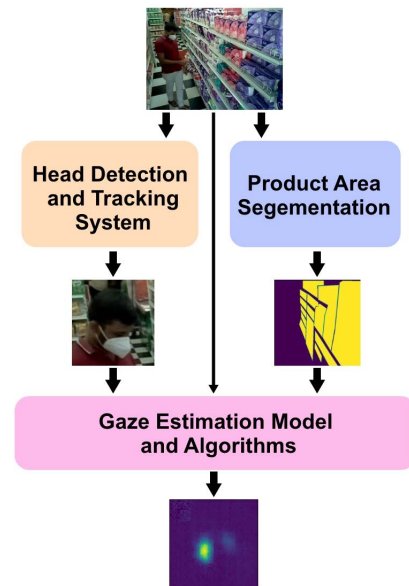 Head Detection
and Tracking
System
Product Area
Segementation
Gaze Estimation Model
and Algorithms